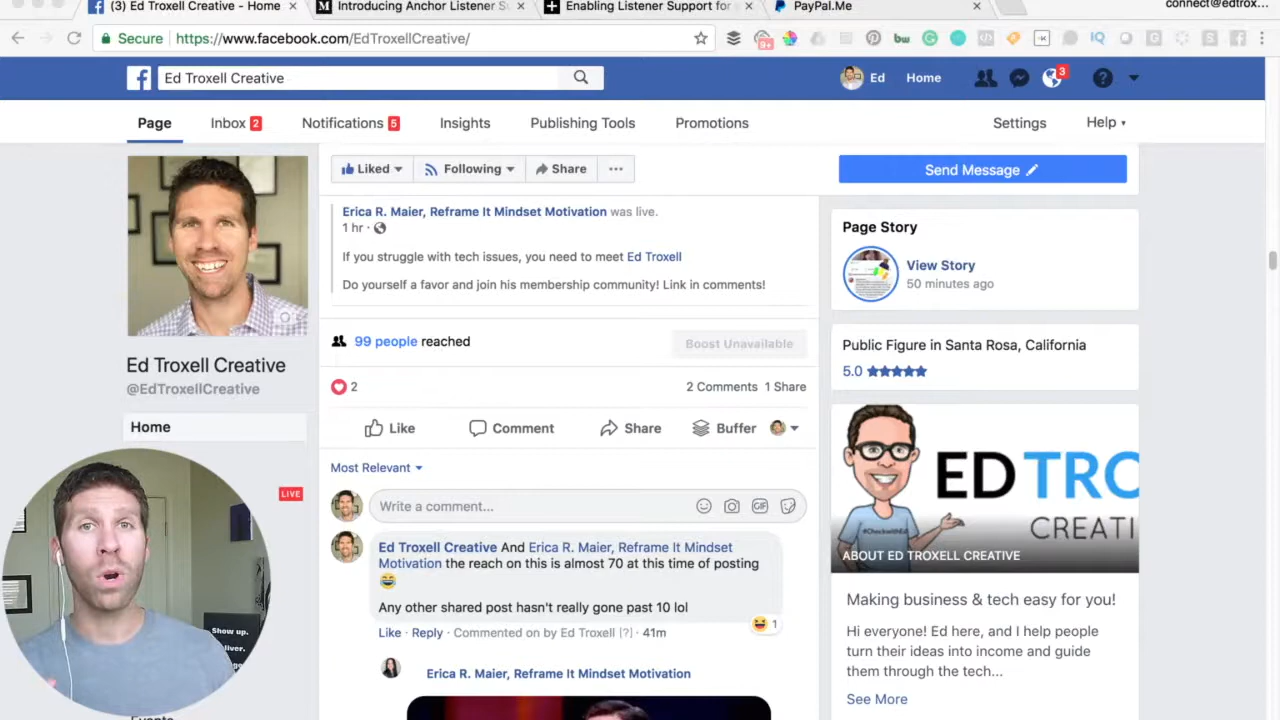 (3) Ed Troxell Creative - Home
Introducing Anchor Listener S
Enabling Listener Support for
PayPal.Me
connect@edtrox...
Secure
https://www.facebook.com/EdTroxellCreative/
9+
bw
IQ
Ed Troxell Creative
Ed
Home
3
Page
Inbox 2
Notifications 5
Insights
Publishing Tools
Promotions
Settings
Help
Liked
Following
Share
Send Message
Erica R. Maier, Reframe It Mindset Motivation was live.
1 hr ·
If you struggle with tech issues, you need to meet Ed Troxell
Do yourself a favor and join his membership community! Link in comments!
99 people reached
Boost Unavailable
2
2 Comments 1 Share
Like
Comment
Share
Buffer
Most Relevant
Write a comment...
GIF
Ed Troxell Creative And Erica R. Maier, Reframe It Mindset
Motivation the reach on this is almost 70 at this time of posting
Any other shared post hasn't really gone past 10 lol
1
Like · Reply · Commented on by Ed Troxell [?] · 41m
Erica R. Maier, Reframe It Mindset Motivation
Ed Troxell Creative
@EdTroxellCreative
Home
LIVE
Show up.
Events
Page Story
View Story
50 minutes ago
Public Figure in Santa Rosa, California
5.0 ★★★★★
ED TRO
CREATI
#CheckwithEd
ABOUT ED TROXELL CREATIVE
Making business & tech easy for you!
Hi everyone! Ed here, and I help people
turn their ideas into income and guide
them through the tech...
See More